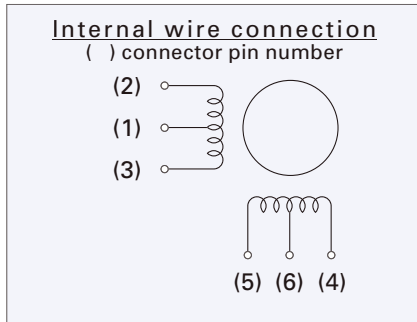 Internal wire connection
( ) connector pin number
(2)
(1)
(3)
(5) (6) (4)